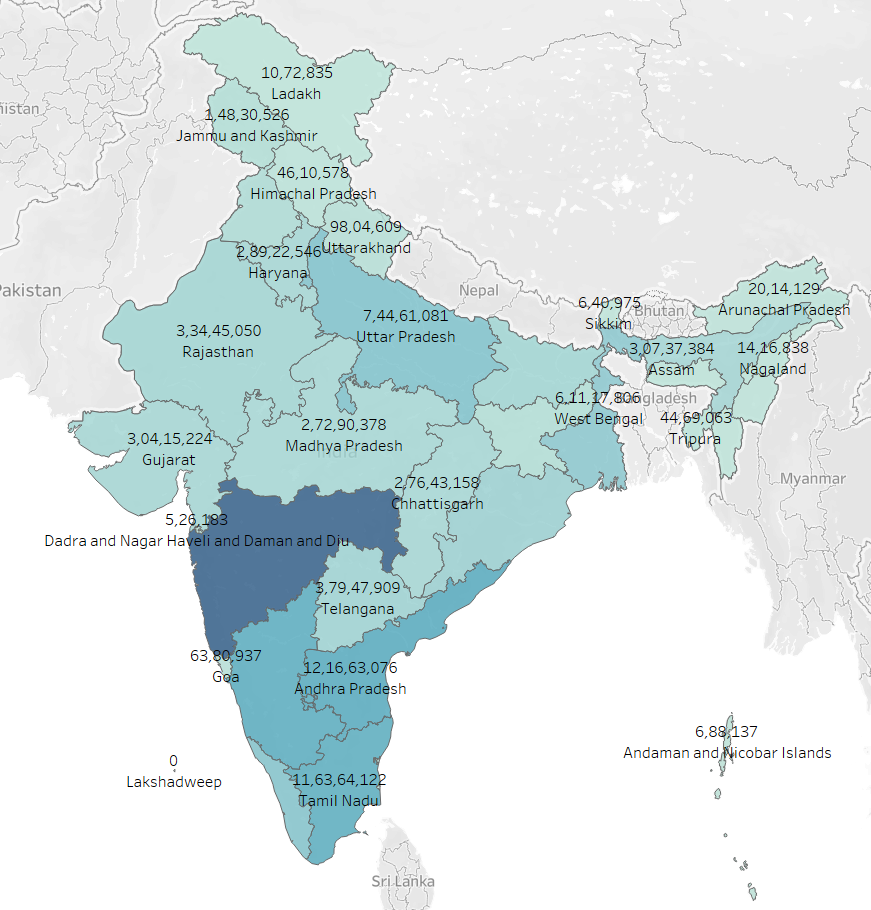 10,72,835
Ladakh
nistan
1,48,30,526
Jammu and Kashmir
46,10,578
Himachal Pradesh
98,04,609
Uttarakhand
2,89,22,546
Haryana
Pakistan
Nepal
20,14,129
Arunachal Pradesh
6,40,975
Sikkim
Bhutan
7,44,61,081
Uttar Pradesh
3,34,45,050
Rajasthan
3,07,37,384
Assam
14,16,838
Nagaland
6,11,17,806
West Bengal
ngladesh
44,69,063
Tripura
2,72,90,378
Madhya Pradesh
India
3,04,15,224
Gujarat
2,76,43,158
Chhattisgarh
Myanmar
5,26,183
Dadra and Nagar Haveli and Daman and Diu
3,79,47,909
Telangana
63,80,937
Goa
12,16,63,076
Andhra Pradesh
6,88,137
Andaman and Nicobar Islands
0
Lakshadweep
11,63,64,122
Tamil Nadu
Sri Lanka